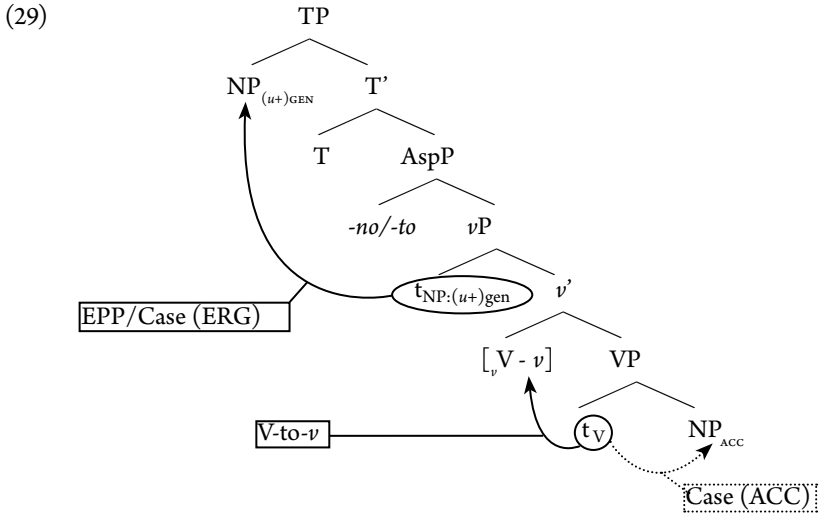 (29)
TP
NP(u+)GEN T’
T AspP
-no/-to vP
tNP:(u+)gen v’
EPP/Case (ERG)
[vV - v] VP
V-to-v tV NPACC
Case (ACC)